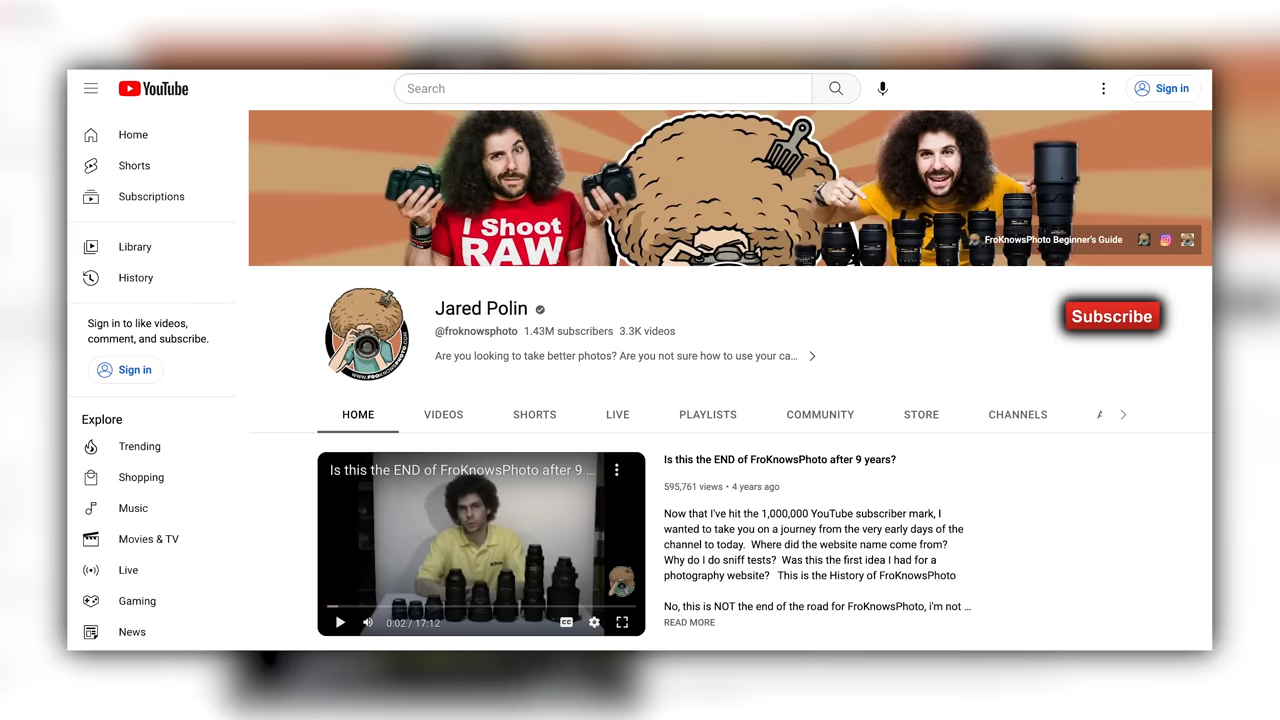 YouTube
Search
Sign in
Home
Shorts
Subscriptions
Library
History
Sign in to like videos,
comment, and subscribe.
Sign in
Explore
Trending
Shopping
Music
Movies & TV
Live
Gaming
News
I Shoot
RAW
FroKnowsPhoto Beginner's Guide
WWW.FROKNOWSPHOTO.COM
Jared Polin
@froknowsphoto 1.43M subscribers 3.3K videos
Are you looking to take better photos? Are you not sure how to use your ca...
Subscribe
HOME VIDEOS SHORTS LIVE PLAYLISTS COMMUNITY STORE CHANNELS
Is this the END of FroKnowsPhoto after 9 ...
0:02 / 17:12
Is this the END of FroKnowsPhoto after 9 years?
595,761 views • 4 years ago
Now that I've hit the 1,000,000 YouTube subscriber mark, I
wanted to take you on a journey from the very early days of the
channel to today. Where did the website name come from?
Why do I do sniff tests? Was this the first idea I had for a
photography website? This is the History of FroKnowsPhoto
No, this is NOT the end of the road for FroKnowsPhoto, i'm not ...
READ MORE